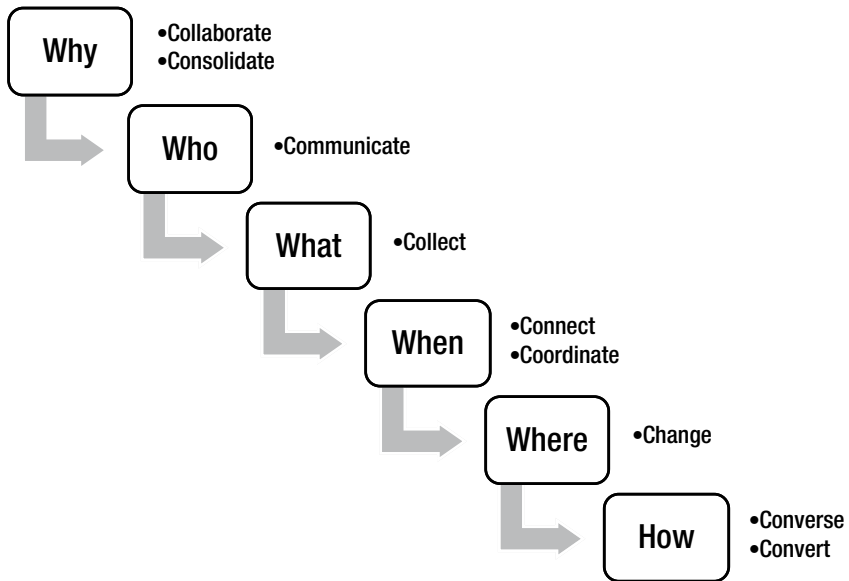 Why
•Collaborate
•Consolidate
Who
•Communicate
What
•Collect
When
•Connect
•Coordinate
Where
•Change
How
•Converse
•Convert